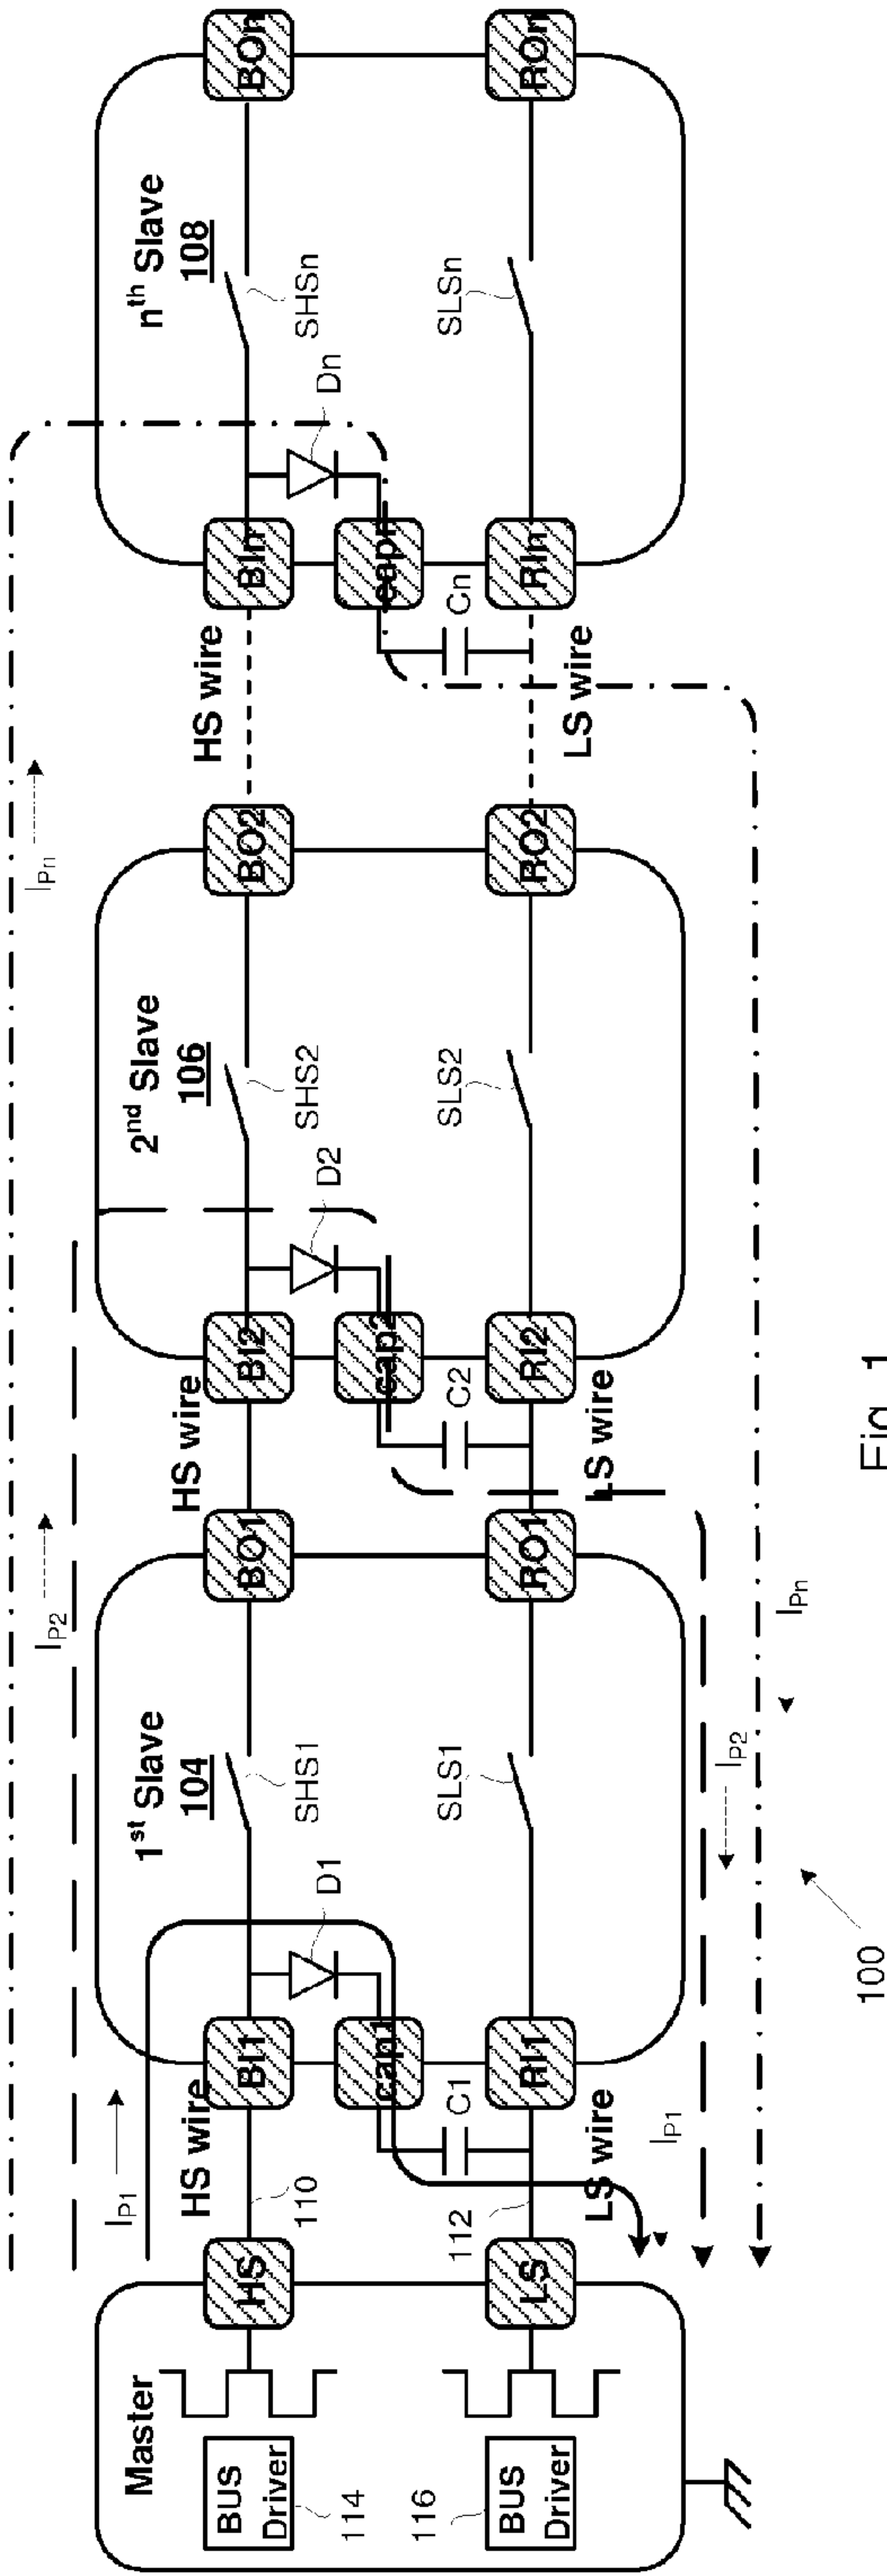 Master
BUS
Driver
114
BUS
Driver
116
HS
LS
I_P1
HS wire
110
112
LS wire
I_P1
BI1
cap1
C1
RI1
1st Slave
104
D1
SHS1
SLS1
BO1
RO1
I_P2
HS wire
LS wire
BI2
cap2
C2
RI2
2nd Slave
106
D2
SHS2
SLS2
BO2
RO2
I_Pn
HS wire
LS wire
BIn
capn
Cn
RIn
nth Slave
108
Dn
SHSn
SLSn
BOn
ROn
I_P2
I_Pn
100
Fig. 1